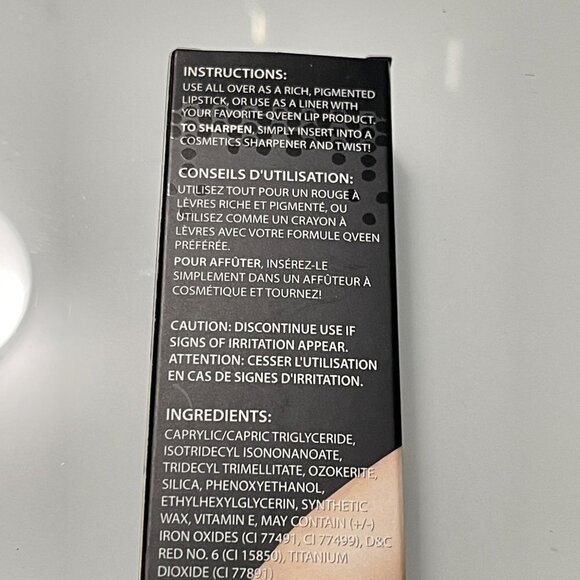 INSTRUCTIONS:
USE ALL OVER AS A RICH, PIGMENTED
LIPSTICK, OR USE AS A LINER WITH
YOUR FAVORITE QVEEN LIP PRODUCT.
TO SHARPEN, SIMPLY INSERT INTO A
COSMETICS SHARPENER AND TWIST!
CONSEILS D'UTILISATION:
UTILISEZ TOUT POUR UN ROUGE À
LÈVRES RICHE ET PIGMENTÉ, OU
UTILISEZ COMME UN CRAYON À
LÈVRES AVEC VOTRE FORMULE QVEEN
PRÉFÉRÉE.
POUR AFFÛTER, INSÉREZ-LE
SIMPLEMENT DANS UN AFFÛTEUR À
COSMÉTIQUE ET TOURNEZ!
CAUTION: DISCONTINUE USE IF
SIGNS OF IRRITATION APPEAR.
ATTENTION: CESSER L'UTILISATION
EN CAS DE SIGNES D'IRRITATION.
INGREDIENTS:
CAPRYLIC/CAPRIC TRIGLYCERIDE,
ISOTRIDECYL ISONONANOATE,
TRIDECYL TRIMELLITATE, OZOKERITE,
SILICA, PHENOXYETHANOL,
ETHYLHEXYLGLYCERIN, SYNTHETIC
WAX, VITAMIN E, MAY CONTAIN (+/-)
IRON OXIDES (CI 77491, CI 77499), D&C
RED NO. 6 (CI 15850), TITANIUM
DIOXIDE (CI 77891)